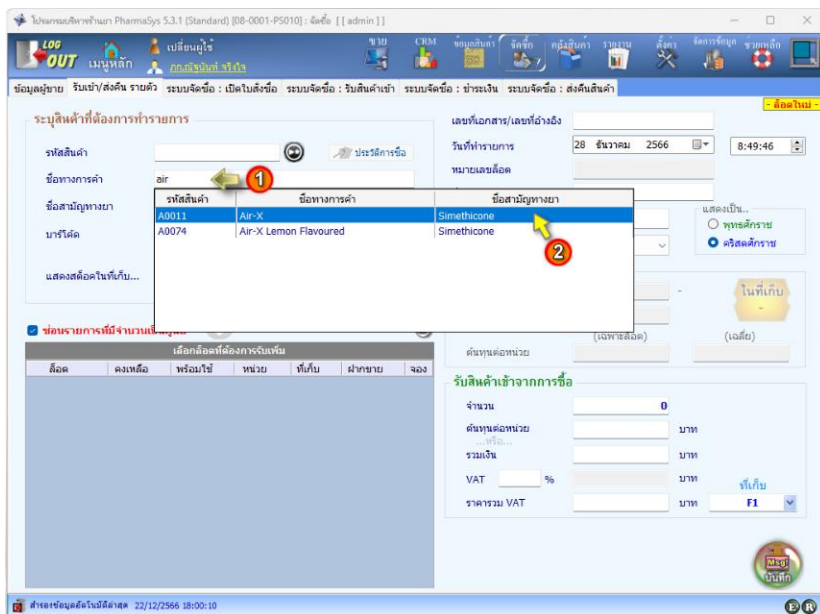 โปรแกรมบริหารร้านยา PharmaSys 5.3.1 (Standard) [08-0001-PS010] : จัดซื้อ [ [ admin ] ]
LOG OUT
เมนูหลัก
เปลี่ยนผู้ใช้
ขาย
CRM
ข้อมูลสินค้า
จัดซื้อ
คลังสินค้า
รายงาน
ตั้งค่า
จัดการข้อมูล
ช่วยเหลือ
ข้อมูลผู้ขาย
รับเข้า/ส่งคืน รายตัว
ระบบจัดซื้อ : เปิดใบสั่งซื้อ
ระบบจัดซื้อ : รับสินค้าเข้า
ระบบจัดซื้อ : ชำระเงิน
ระบบจัดซื้อ : ส่งคืนสินค้า
- ล็อตใหม่ -
ระบุสินค้าที่ต้องการทำรายการ
รหัสสินค้า
ประวัติการซื้อ
ชื่อทางการค้า
air
1
ชื่อสามัญทางยา
บาร์โค้ด
แสดงสต็อคในที่เก็บ...
รหัสสินค้า ชื่อทางการค้า ชื่อสามัญทางยา
A0011 Air-X Simethicone
A0074 Air-X Lemon Flavoured Simethicone
2
เลขที่เอกสาร/เลขที่อ้างอิง
วันที่ทำรายการ
28 ธันวาคม 2566
8:49:46
หมายเลขล็อต
แสดงเป็น..
พุทธศักราช
คริสตศักราช
-
ในที่เก็บ
-
(เฉพาะล็อต)
(เฉลี่ย)
ต้นทุนต่อหน่วย
ซ่อนรายการที่มีจำนวนเป็น
เลือกล็อตที่ต้องการรับเพิ่ม
ล็อต คงเหลือ พร้อมใช้ หน่วย ที่เก็บ ฝากขาย จอง
รับสินค้าเข้าจากการซื้อ
จำนวน 0
ต้นทุนต่อหน่วย บาท
...หรือ...
รวมเงิน บาท
VAT % บาท
ที่เก็บ
ราคารวม VAT บาท
F1
Msg!
บันทึก
สำรองข้อมูลอัตโนมัติล่าสุด 22/12/2566 18:00:10
E R